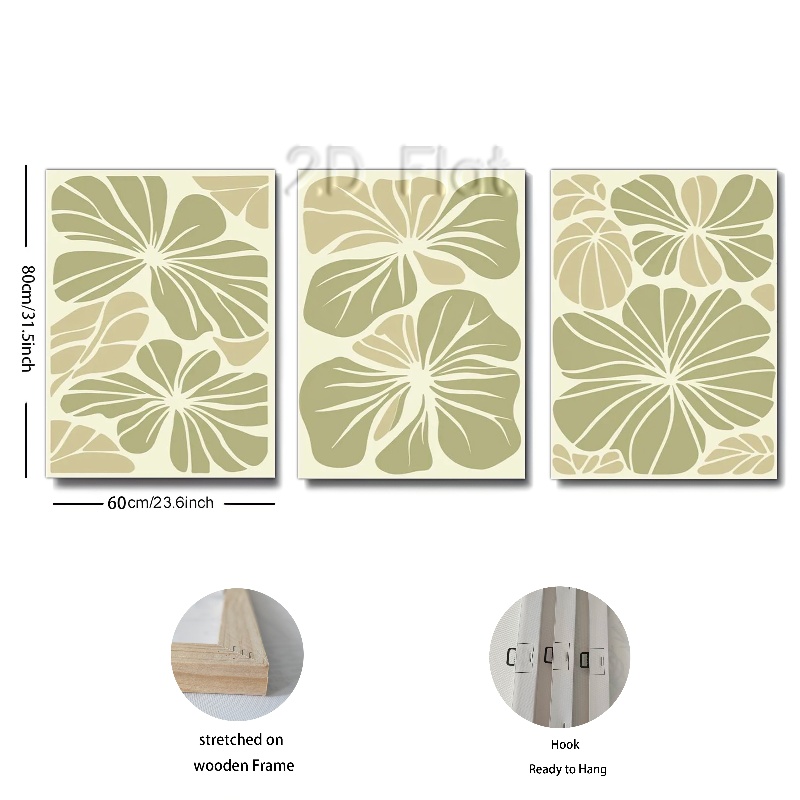 2D Flat
80cm/31.5inch
60cm/23.6inch
stretched on
wooden Frame
Hook
Ready to Hang